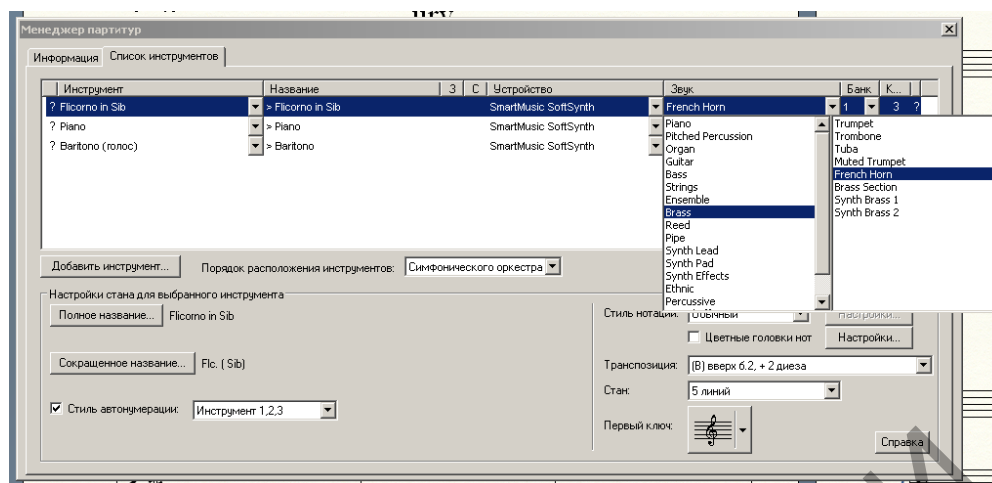 Менеджер партитур
Информация Список инструментов
Инструмент Название З С Устройство Звук Банк К...
? Flicorno in Sib > Flicorno in Sib SmartMusic SoftSynth French Horn 1 3 ?
? Piano > Piano SmartMusic SoftSynth Piano Trumpet
? Baritono (голос) > Baritono SmartMusic SoftSynth Pitched Percussion Trombone
Organ Tuba
Guitar Muted Trumpet
Bass French Horn
Strings Brass Section
Ensemble Synth Brass 1
Brass Synth Brass 2
Reed
Pipe
Synth Lead
Synth Pad
Synth Effects
Ethnic
Percussive
Добавить инструмент... Порядок расположения инструментов: Симфонического оркестра
Настройки стана для выбранного инструмента
Полное название... Flicorno in Sib Стиль нотации: Обычный Настройки...
Цветные головки нот Настройки...
Сокращенное название... Flc. ( Sib) Транспозиция: (B) вверх б.2, + 2 диеза
Стан: 5 линий
Стиль автонумерации: Инструмент 1,2,3
Первый ключ:
Справка